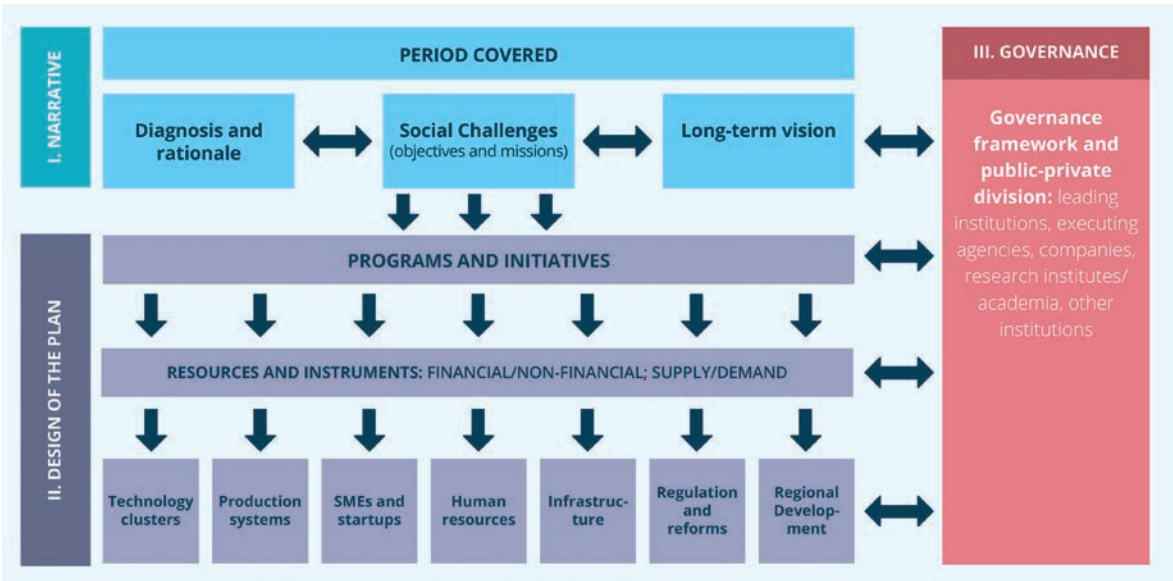 I. NARRATIVE
PERIOD COVERED
Diagnosis and
rationale
Social Challenges
(objectives and missions)
Long-term vision
II. DESIGN OF THE PLAN
PROGRAMS AND INITIATIVES
RESOURCES AND INSTRUMENTS: FINANCIAL/NON-FINANCIAL; SUPPLY/DEMAND
Technology
clusters
Production
systems
SMEs and
startups
Human
resources
Infrastruc-
ture
Regulation
and
reforms
Regional
Develop-
ment
III. GOVERNANCE
Governance
framework and
public-private
division: leading
institutions, executing
agencies, companies,
research institutes/
academia, other
institutions